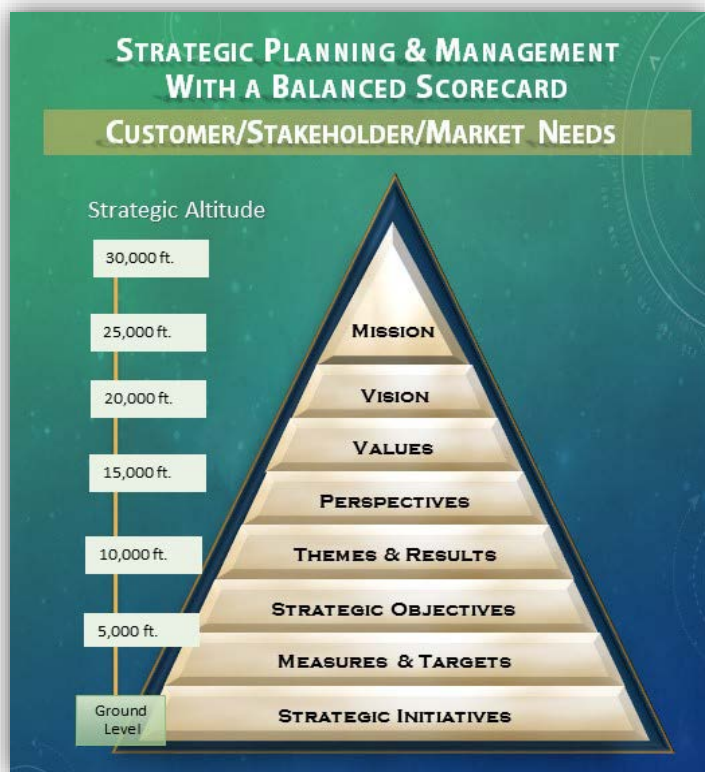 STRATEGIC PLANNING & MANAGEMENT
WITH A BALANCED SCORECARD
CUSTOMER/STAKEHOLDER/MARKET NEEDS
Strategic Altitude
30,000 ft.
25,000 ft.
MISSION
20,000 ft.
VISION
VALUES
15,000 ft.
PERSPECTIVES
10,000 ft.
THEMES & RESULTS
STRATEGIC OBJECTIVES
5,000 ft.
MEASURES & TARGETS
Ground
Level
STRATEGIC INITIATIVES